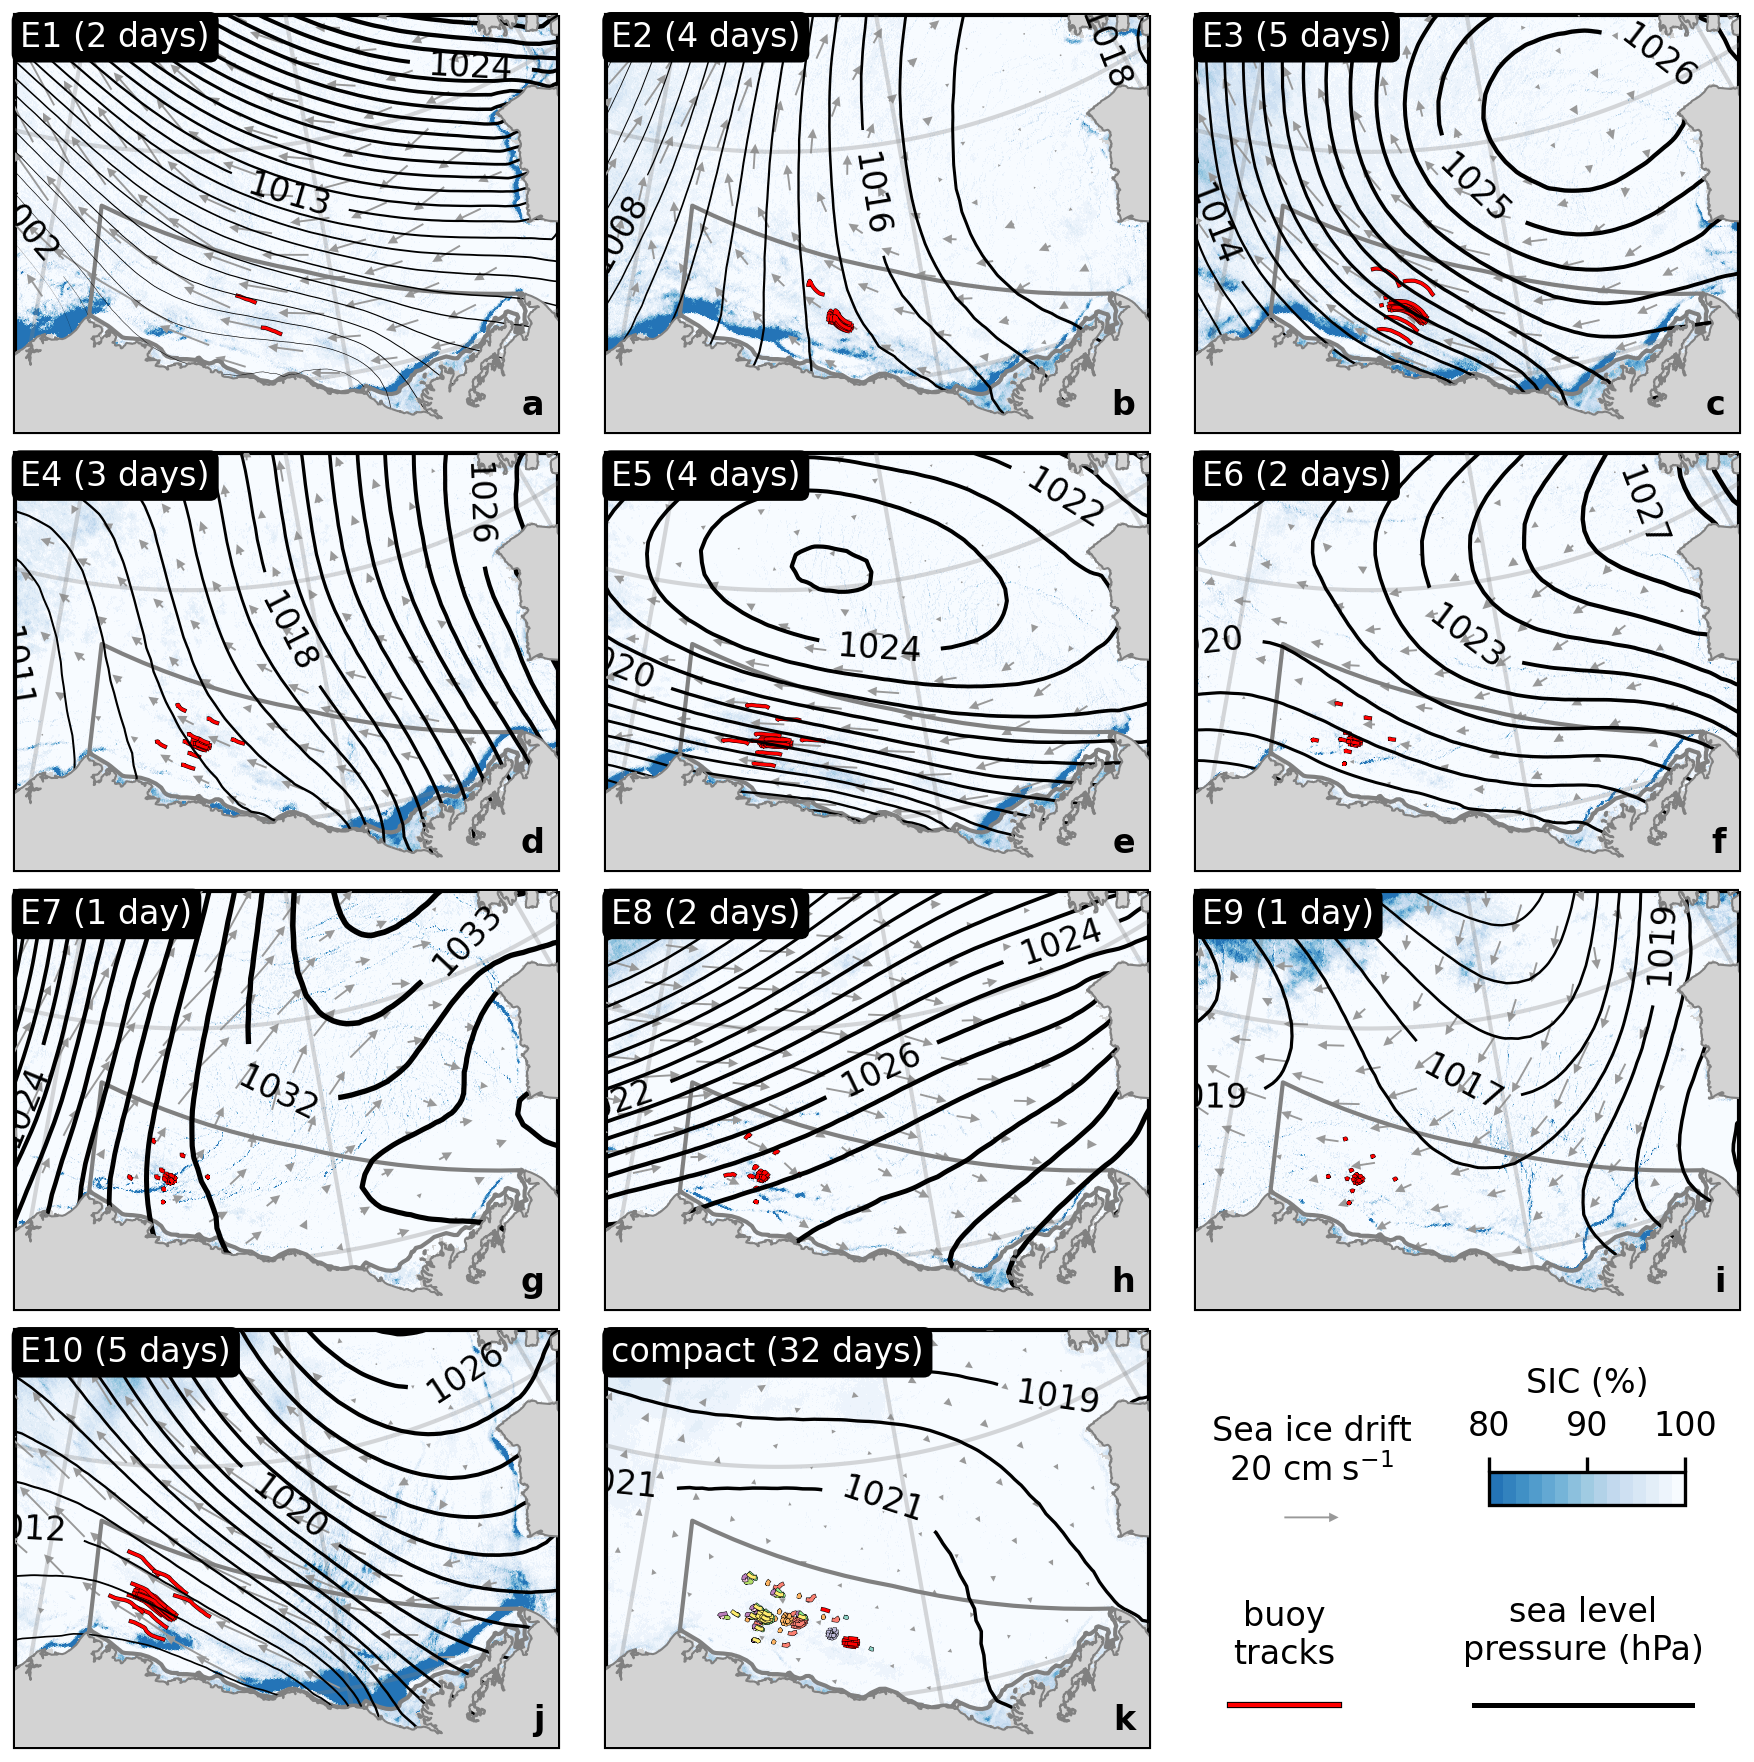 E1 (2 days)
1024
1013
002
a
E2 (4 days)
1018
1016
1008
b
E3 (5 days)
1026
1025
1014
c
E4 (3 days)
1026
1018
1011
d
E5 (4 days)
1022
1024
020
e
E6 (2 days)
1027
1023
20
f
E7 (1 day)
1033
1032
1024
g
E8 (2 days)
1024
1026
022
h
E9 (1 day)
1019
1017
019
i
E10 (5 days)
1026
1020
012
j
compact (32 days)
1019
021
1021
k
SIC (%)
80 90 100
Sea ice drift
20 cm s⁻¹
buoy
tracks
sea level
pressure (hPa)